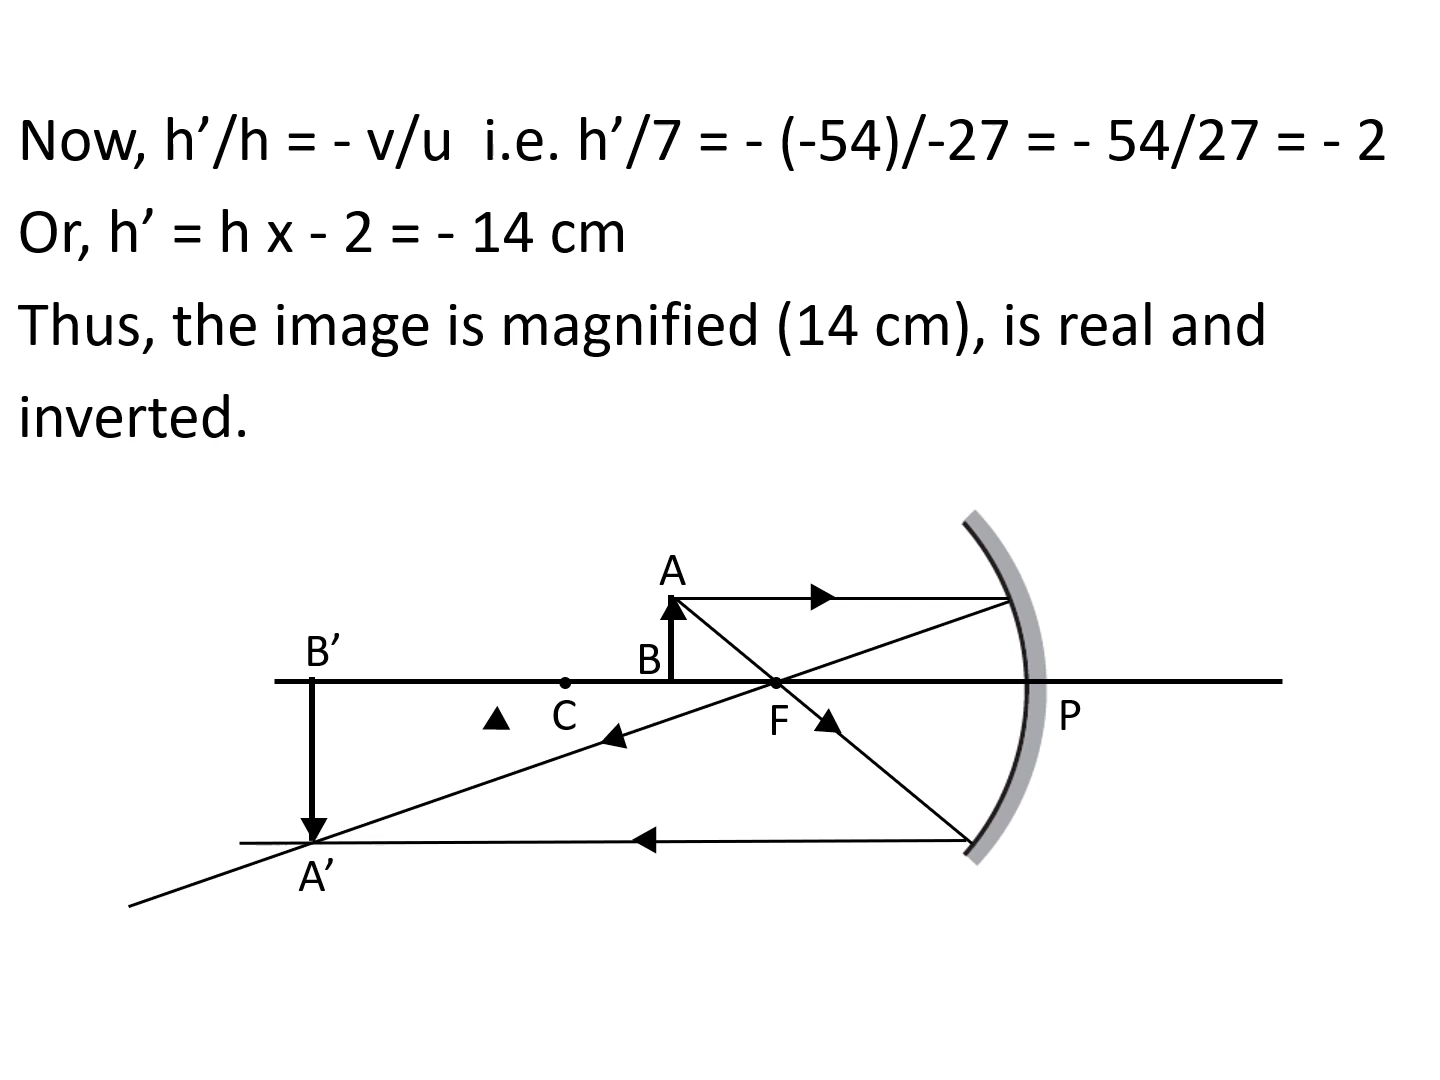 Now, h’/h = - v/u  i.e. h’/7 = - (-54)/-27 = - 54/27 = - 2
Or, h’ = h x - 2 = - 14 cm
Thus, the image is magnified (14 cm), is real and
inverted.
A
B’
B
C
F
P
A’